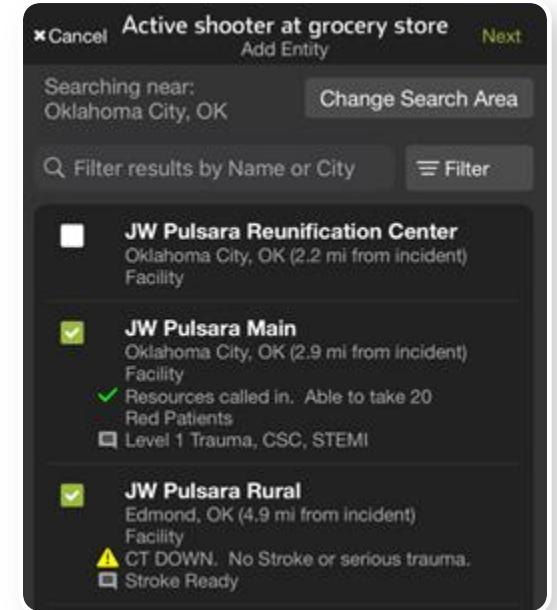 ✖Cancel Active shooter at grocery store Next
Add Entity
Searching near:
Oklahoma City, OK
Change Search Area
Filter results by Name or City
Filter
JW Pulsara Reunification Center
Oklahoma City, OK (2.2 mi from incident)
Facility
JW Pulsara Main
Oklahoma City, OK (2.9 mi from incident)
Facility
Resources called in. Able to take 20
Red Patients
Level 1 Trauma, CSC, STEMI
JW Pulsara Rural
Edmond, OK (4.9 mi from incident)
Facility
CT DOWN. No Stroke or serious trauma.
Stroke Ready